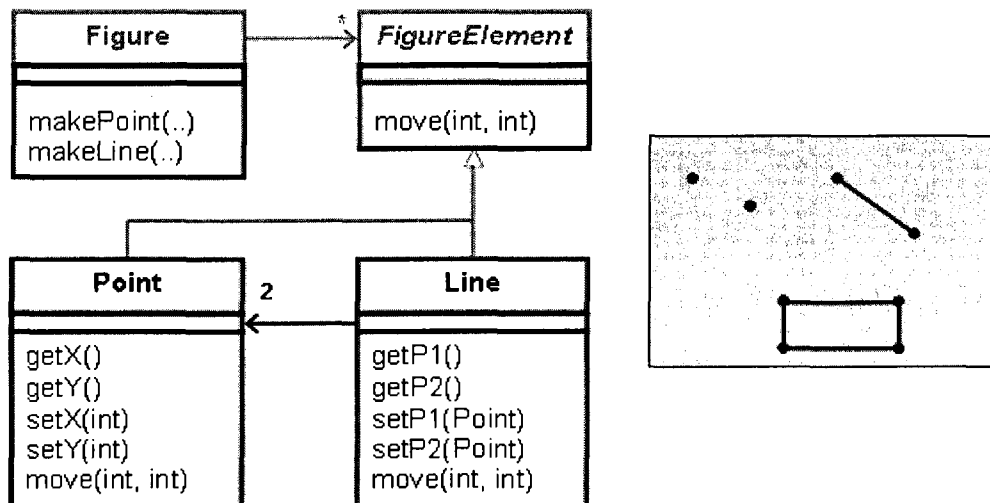 Figure
*
FigureElement
makePoint(..)
makeLine(..)
move(int, int)
Point
2
Line
getX()
getY()
setX(int)
setY(int)
move(int, int)
getP1()
getP2()
setP1(Point)
setP2(Point)
move(int, int)